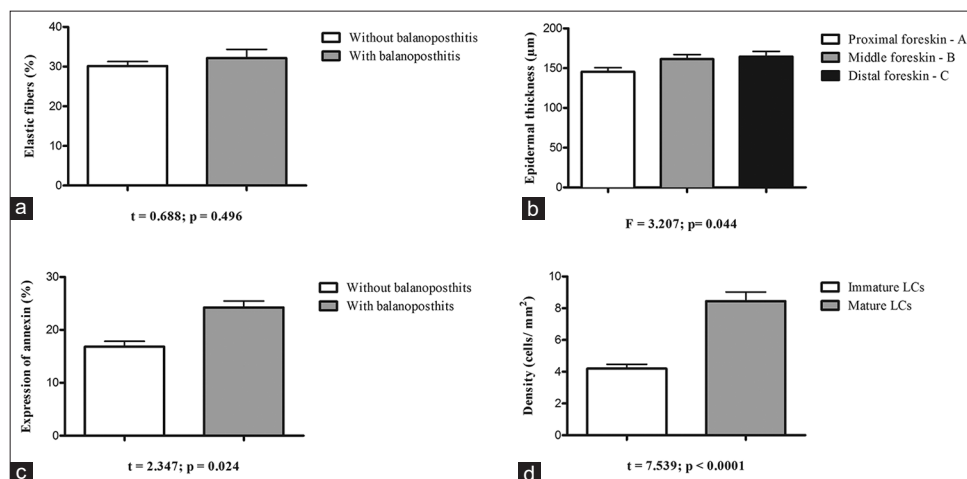 Elastic fibers (%)
40
30
20
10
0
Without balanoposthitis
With balanoposthitis
a
t = 0.688; p = 0.496
Epidermal thickness (µm)
200
150
100
50
0
Proximal foreskin - A
Middle foreskin - B
Distal foreskin - C
b
F = 3.207; p= 0.044
Expression of annexin (%)
30
20
10
0
Without balanoposthits
With balanoposthitis
c
t = 2.347; p = 0.024
Density (cells/ mm²)
10
8
6
4
2
0
Immature LCs
Mature LCs
d
t = 7.539; p < 0.0001